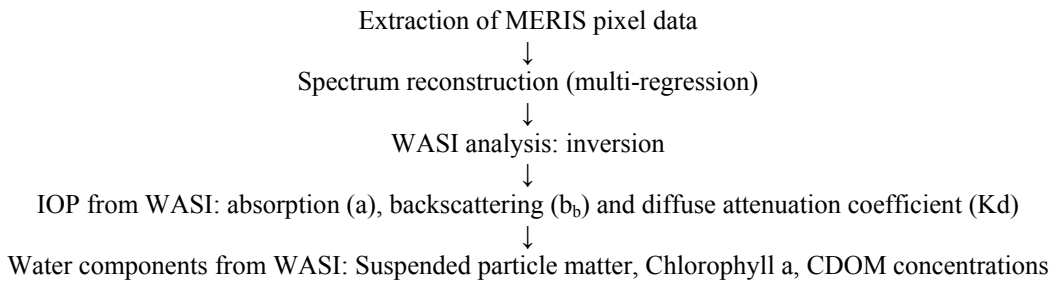 Extraction of MERIS pixel data
↓
Spectrum reconstruction (multi-regression)
↓
WASI analysis: inversion
↓
IOP from WASI: absorption (a), backscattering (b_b) and diffuse attenuation coefficient (Kd)
↓
Water components from WASI: Suspended particle matter, Chlorophyll a, CDOM concentrations